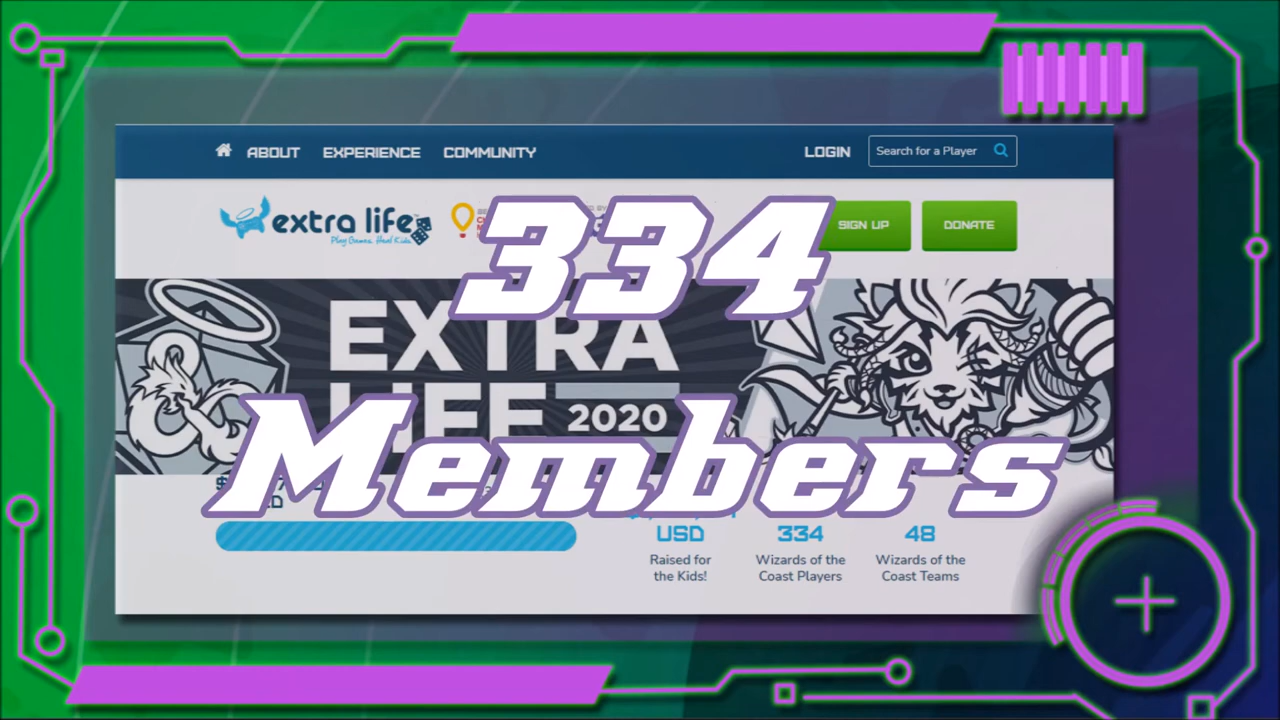 ABOUT EXPERIENCE COMMUNITY LOGIN Search for a Player
extra life
Play Games. Heal Kids.
SIGN UP DONATE
334
EXTRA
LIFE 2020
Members
USD 334 48
Raised for
the Kids!
Wizards of the
Coast Players
Wizards of the
Coast Teams